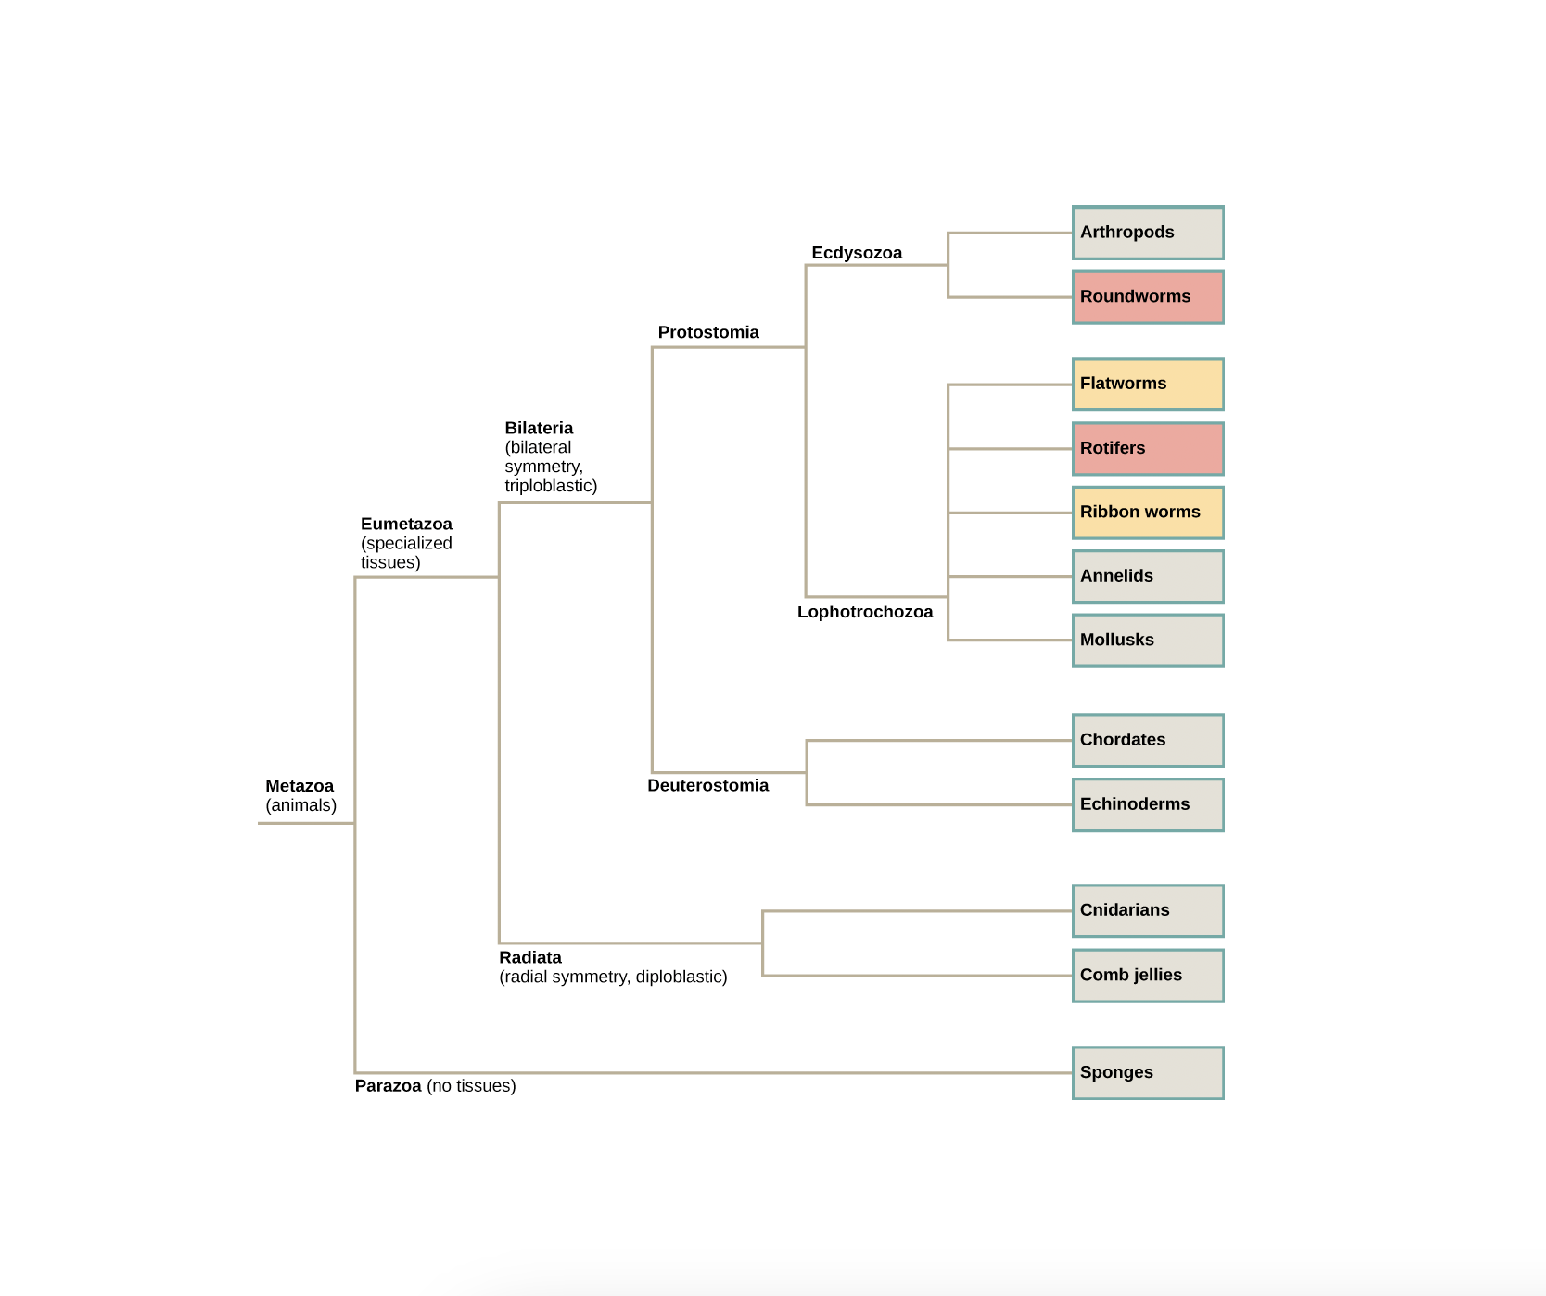 Arthropods
Ecdysozoa
Roundworms
Protostomia
Flatworms
Bilateria
(bilateral
symmetry,
triploblastic)
Rotifers
Ribbon worms
Eumetazoa
(specialized
tissues)
Annelids
Lophotrochozoa
Mollusks
Chordates
Metazoa
(animals)
Deuterostomia
Echinoderms
Cnidarians
Radiata
(radial symmetry, diploblastic)
Comb jellies
Sponges
Parazoa (no tissues)